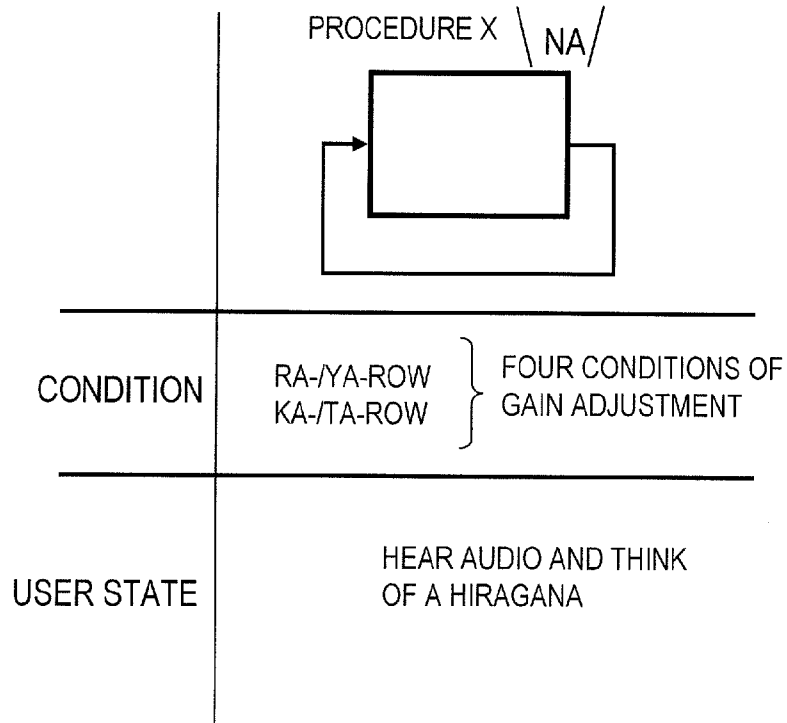 PROCEDURE X
NA
CONDITION
RA-/YA-ROW
KA-/TA-ROW
FOUR CONDITIONS OF
GAIN ADJUSTMENT
USER STATE
HEAR AUDIO AND THINK
OF A HIRAGANA